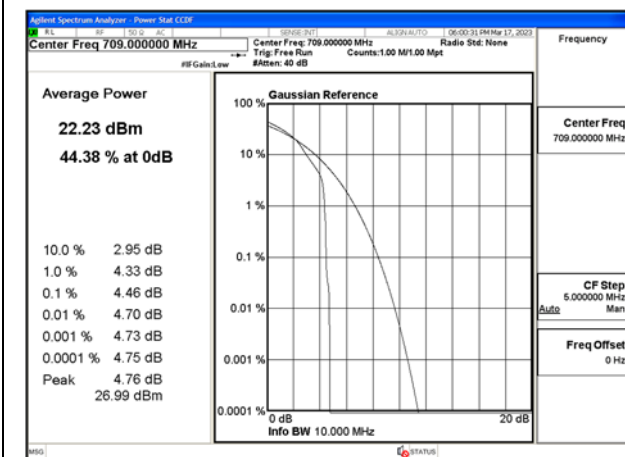 Agilent Spectrum Analyzer - Power Stat CCDF
RL RF 50 Ω AC SENSE:INT ALIGN AUTO 06:00:31 PM Mar 17, 2023
Center Freq 709.000000 MHz
Center Freq: 709.000000 MHz Radio Std: None
Trig: Free Run Counts:1.00 M/1.00 Mpt
#IFGain:Low #Atten: 40 dB
Frequency
Average Power
22.23 dBm
44.38 % at 0dB
10.0 % 2.95 dB
1.0 % 4.33 dB
0.1 % 4.46 dB
0.01 % 4.70 dB
0.001 % 4.73 dB
0.0001 % 4.75 dB
Peak 4.76 dB
26.99 dBm
Gaussian Reference
100 %
10 %
1 %
0.1 %
0.01 %
0.001 %
0.0001 %
0 dB 20 dB
Info BW 10.000 MHz
Center Freq
709.000000 MHz
CF Step
5.000000 MHz
Auto Man
Freq Offset
0 Hz
MSG STATUS